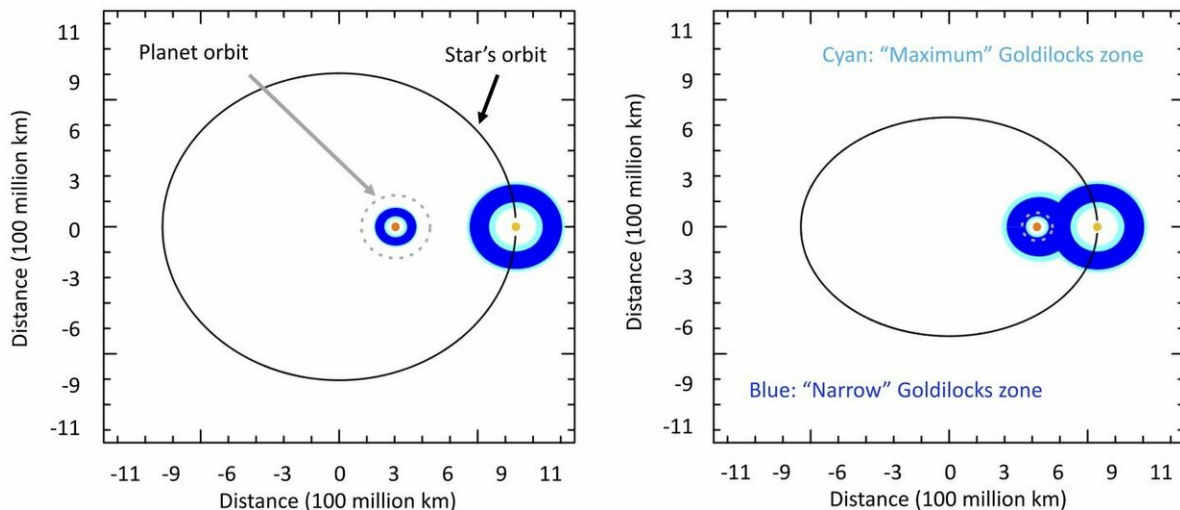 11
9
6
3
0
-3
-6
-9
-11
Distance (100 million km)
Planet orbit
Star’s orbit
-11 -9 -6 -3 0 3 6 9 11
Distance (100 million km)
11
9
6
3
0
-3
-6
-9
-11
Distance (100 million km)
Cyan: “Maximum” Goldilocks zone
Blue: “Narrow” Goldilocks zone
-11 -9 -6 -3 0 3 6 9 11
Distance (100 million km)